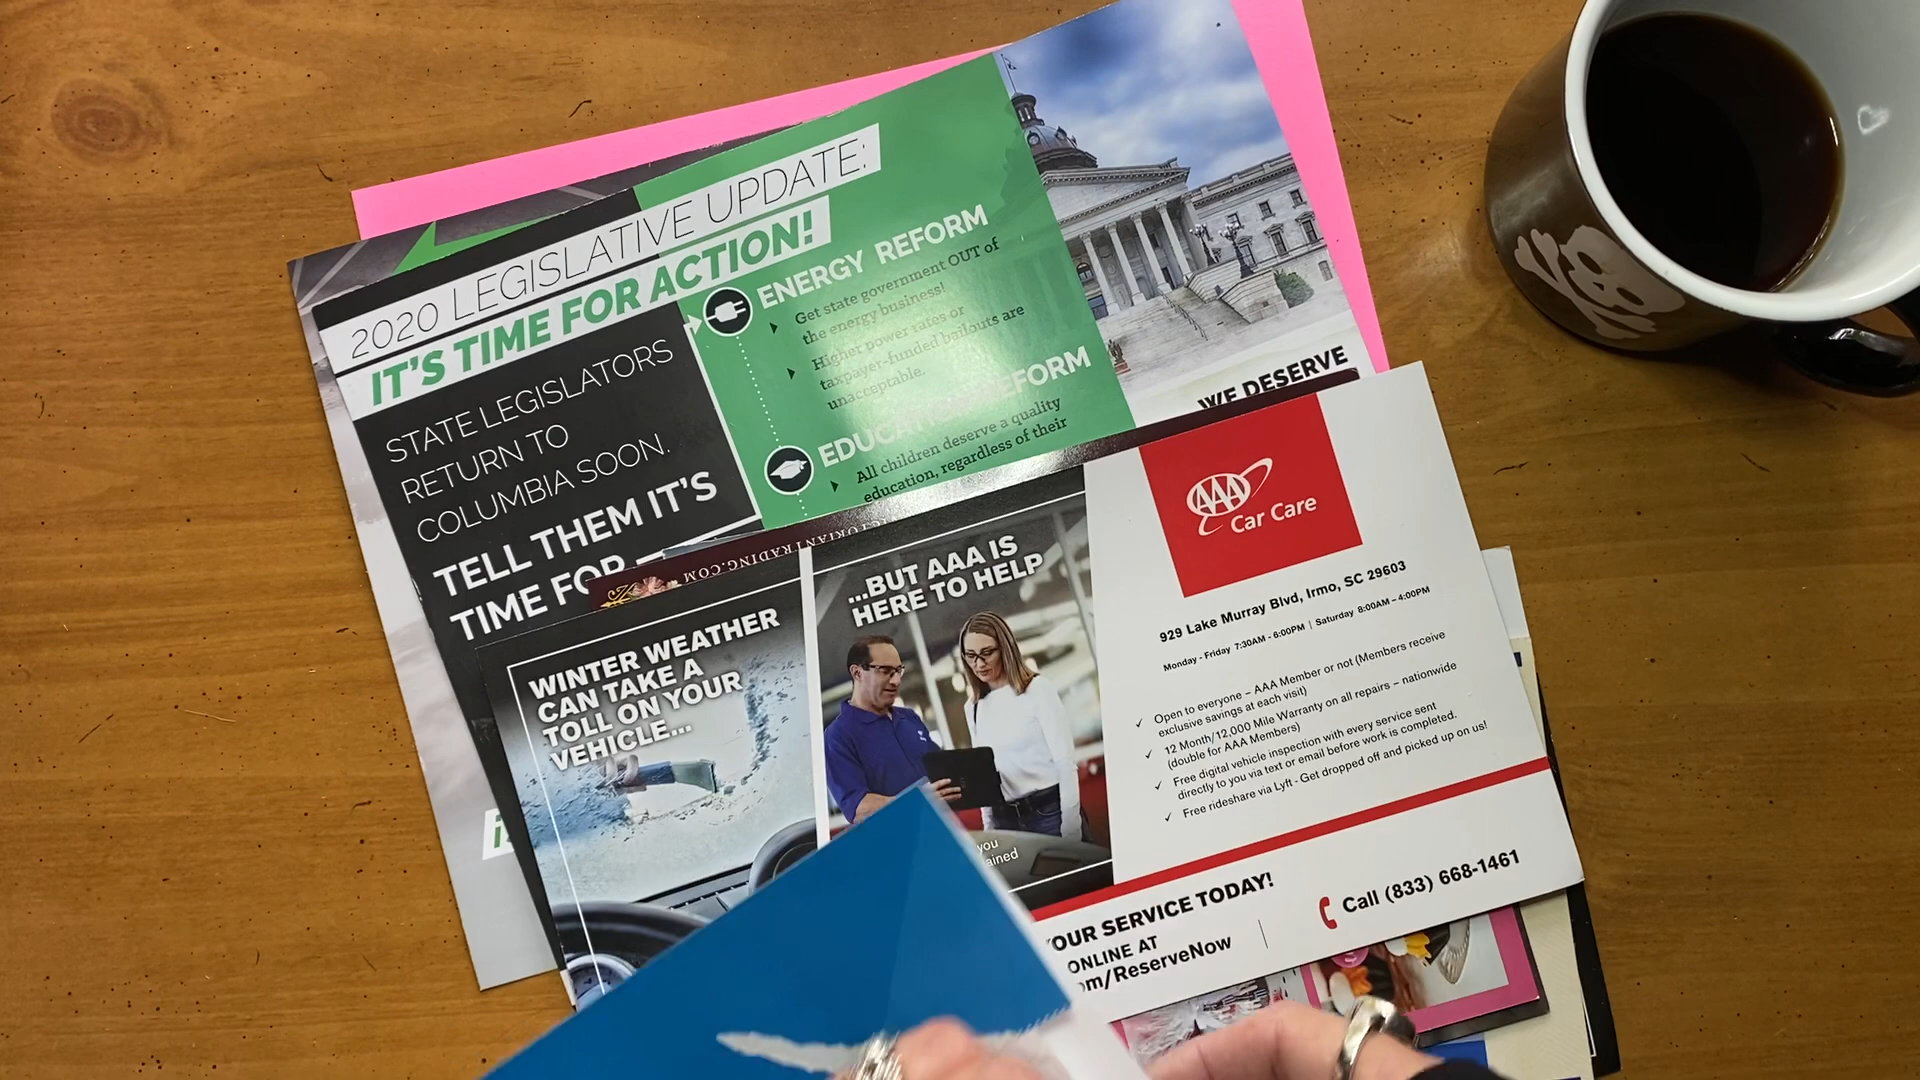 2020 LEGISLATIVE UPDATE:
IT'S TIME FOR ACTION!
STATE LEGISLATORS
RETURN TO
COLUMBIA SOON.
TELL THEM IT'S
TIME FOR
ENERGY REFORM
Get state government OUT of
the energy business!
Higher power rates or
taxpayer-funded bailouts are
unacceptable.
EDUCATION REFORM
All children deserve a quality
education, regardless of their
WE DESERVE
VICTORIANTRADING.COM
WINTER WEATHER
CAN TAKE A
TOLL ON YOUR
VEHICLE...
...BUT AAA IS
HERE TO HELP
you
ained
AAA
Car Care
929 Lake Murray Blvd, Irmo, SC 29603
Monday - Friday 7:30AM - 6:00PM | Saturday 8:00AM – 4:00PM
✓ Open to everyone – AAA Member or not (Members receive
exclusive savings at each visit)
✓ 12 Month/12,000 Mile Warranty on all repairs – nationwide
(double for AAA Members)
✓ Free digital vehicle inspection with every service sent
directly to you via text or email before work is completed.
✓ Free rideshare via Lyft - Get dropped off and picked up on us!
OUR SERVICE TODAY!
ONLINE AT
om/ReserveNow
Call (833) 668-1461